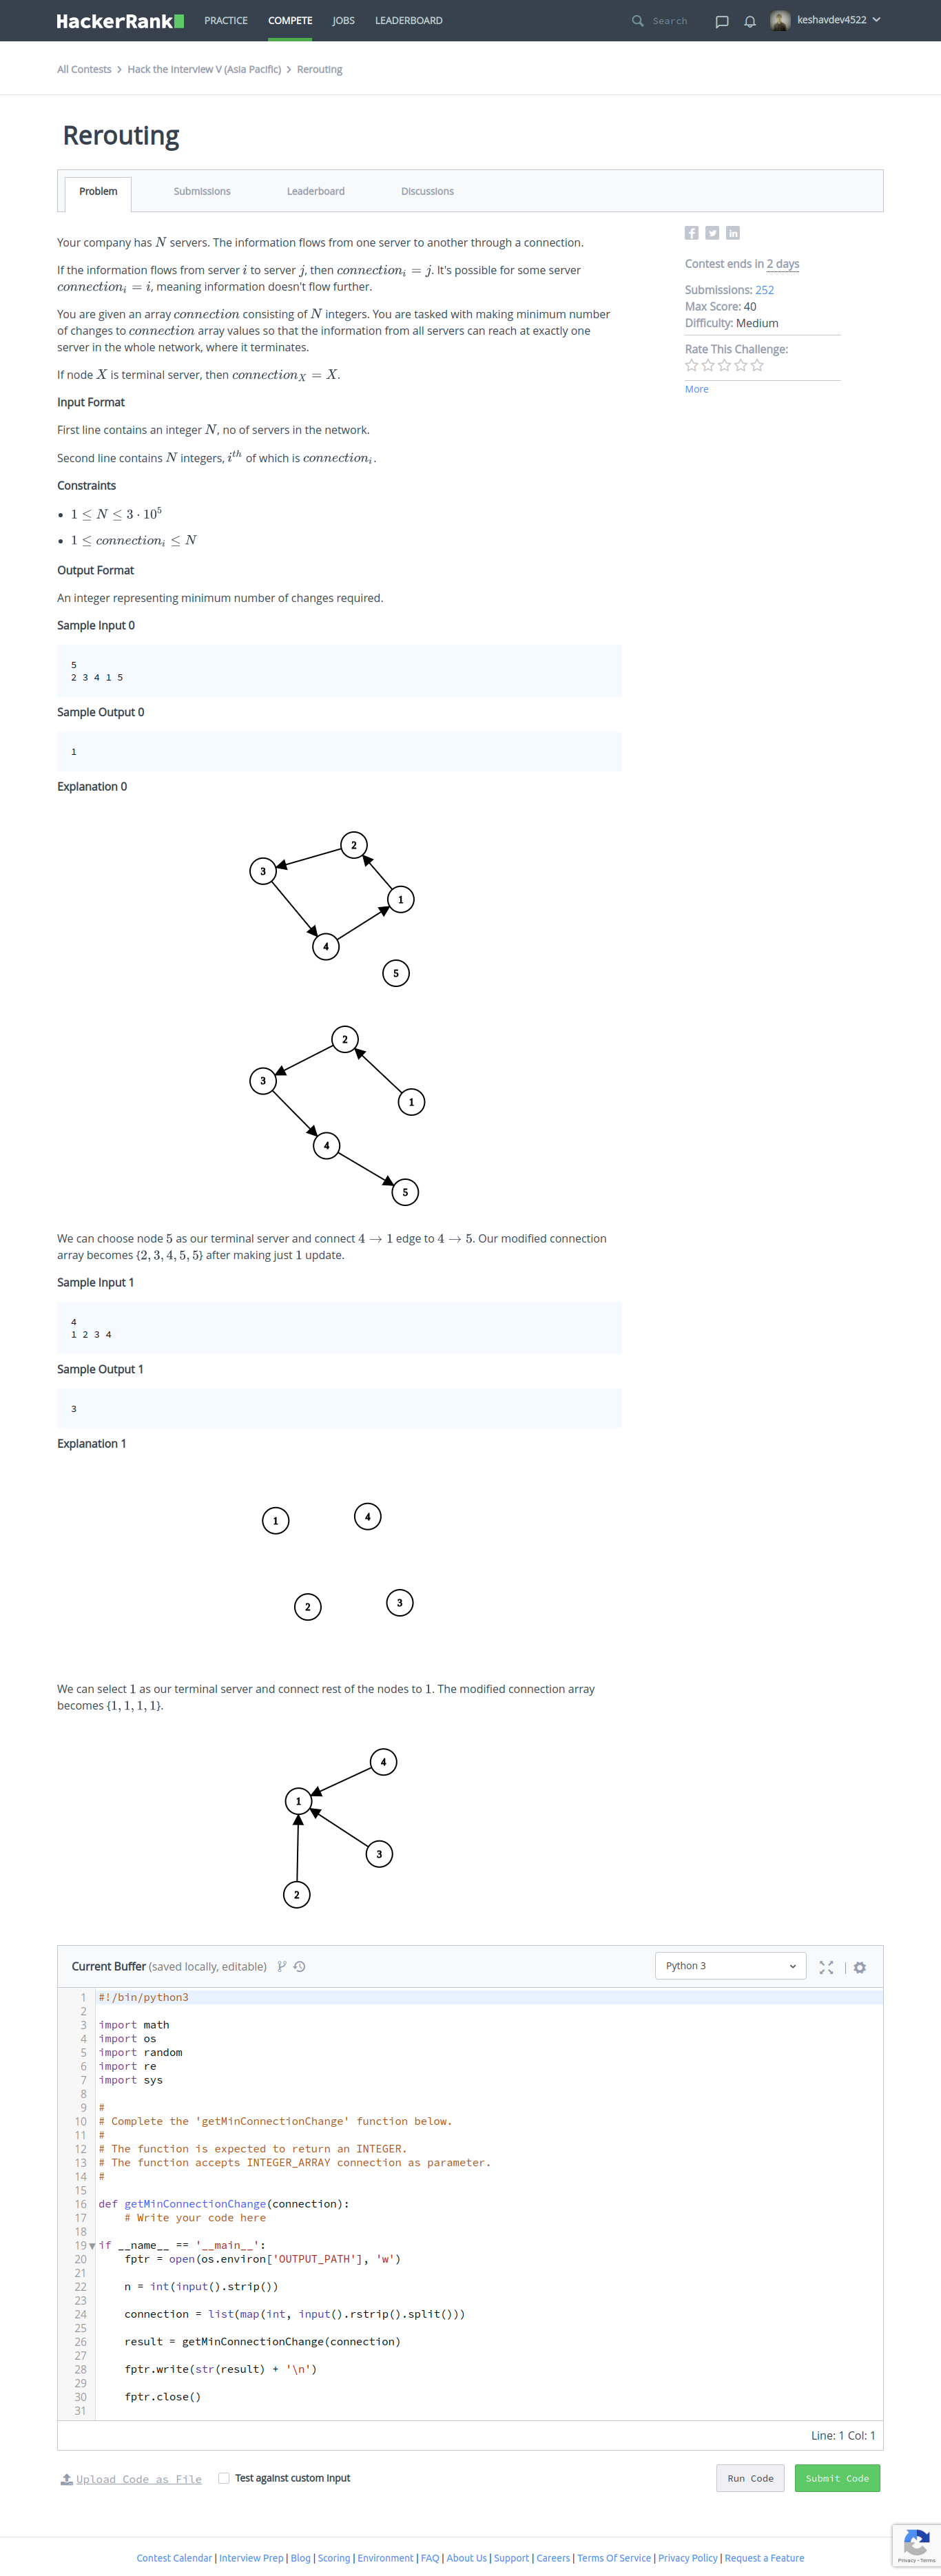 HackerRank PRACTICE COMPETE JOBS LEADERBOARD Search keshavdev4522
All Contests > Hack the Interview V (Asia Pacific) > Rerouting
Rerouting
Problem Submissions Leaderboard Discussions
Your company has N servers. The information flows from one server to another through a connection.
If the information flows from server i to server j, then connection_i = j. It's possible for some server
connection_i = i, meaning information doesn't flow further.
You are given an array connection consisting of N integers. You are tasked with making minimum number
of changes to connection array values so that the information from all servers can reach at exactly one
server in the whole network, where it terminates.
If node X is terminal server, then connection_X = X.
Input Format
First line contains an integer N, no of servers in the network.
Second line contains N integers, i^th of which is connection_i.
Constraints
• 1 ≤ N ≤ 3 · 10^5
• 1 ≤ connection_i ≤ N
Output Format
An integer representing minimum number of changes required.
Sample Input 0
5
2 3 4 1 5
Sample Output 0
1
Explanation 0
2
3
1
4
5
2
3
1
4
5
We can choose node 5 as our terminal server and connect 4 → 1 edge to 4 → 5. Our modified connection
array becomes {2, 3, 4, 5, 5} after making just 1 update.
Sample Input 1
4
1 2 3 4
Sample Output 1
3
Explanation 1
1 4
2 3
We can select 1 as our terminal server and connect rest of the nodes to 1. The modified connection array
becomes {1, 1, 1, 1}.
4
1
3
2
Contest ends in 2 days
Submissions: 252
Max Score: 40
Difficulty: Medium
Rate This Challenge:
More
Current Buffer (saved locally, editable) Python 3
1 #!/bin/python3
2
3 import math
4 import os
5 import random
6 import re
7 import sys
8
9 #
10 # Complete the 'getMinConnectionChange' function below.
11 #
12 # The function is expected to return an INTEGER.
13 # The function accepts INTEGER_ARRAY connection as parameter.
14 #
15
16 def getMinConnectionChange(connection):
17     # Write your code here
18
19 if __name__ == '__main__':
20     fptr = open(os.environ['OUTPUT_PATH'], 'w')
21
22     n = int(input().strip())
23
24     connection = list(map(int, input().rstrip().split()))
25
26     result = getMinConnectionChange(connection)
27
28     fptr.write(str(result) + '\n')
29
30     fptr.close()
31
Line: 1 Col: 1
Upload Code as File Test against custom input Run Code Submit Code
Privacy - Terms
Contest Calendar | Interview Prep | Blog | Scoring | Environment | FAQ | About Us | Support | Careers | Terms Of Service | Privacy Policy | Request a Feature